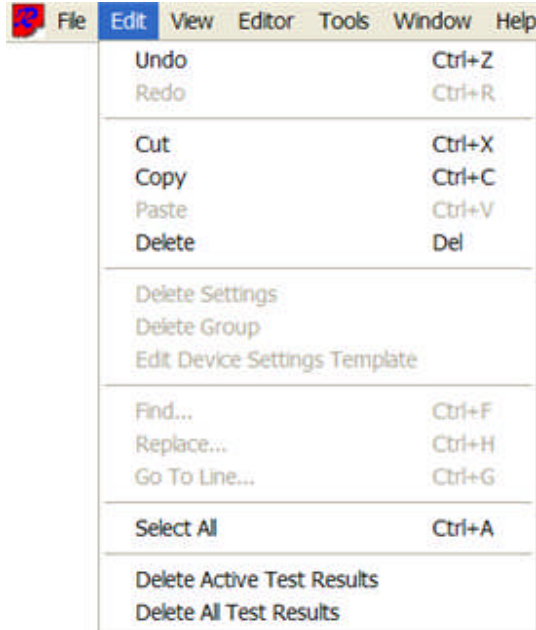 File Edit View Editor Tools Window Help
Undo Ctrl+Z
Redo Ctrl+R
Cut Ctrl+X
Copy Ctrl+C
Paste Ctrl+V
Delete Del
Delete Settings
Delete Group
Edit Device Settings Template
Find... Ctrl+F
Replace... Ctrl+H
Go To Line... Ctrl+G
Select All Ctrl+A
Delete Active Test Results
Delete All Test Results